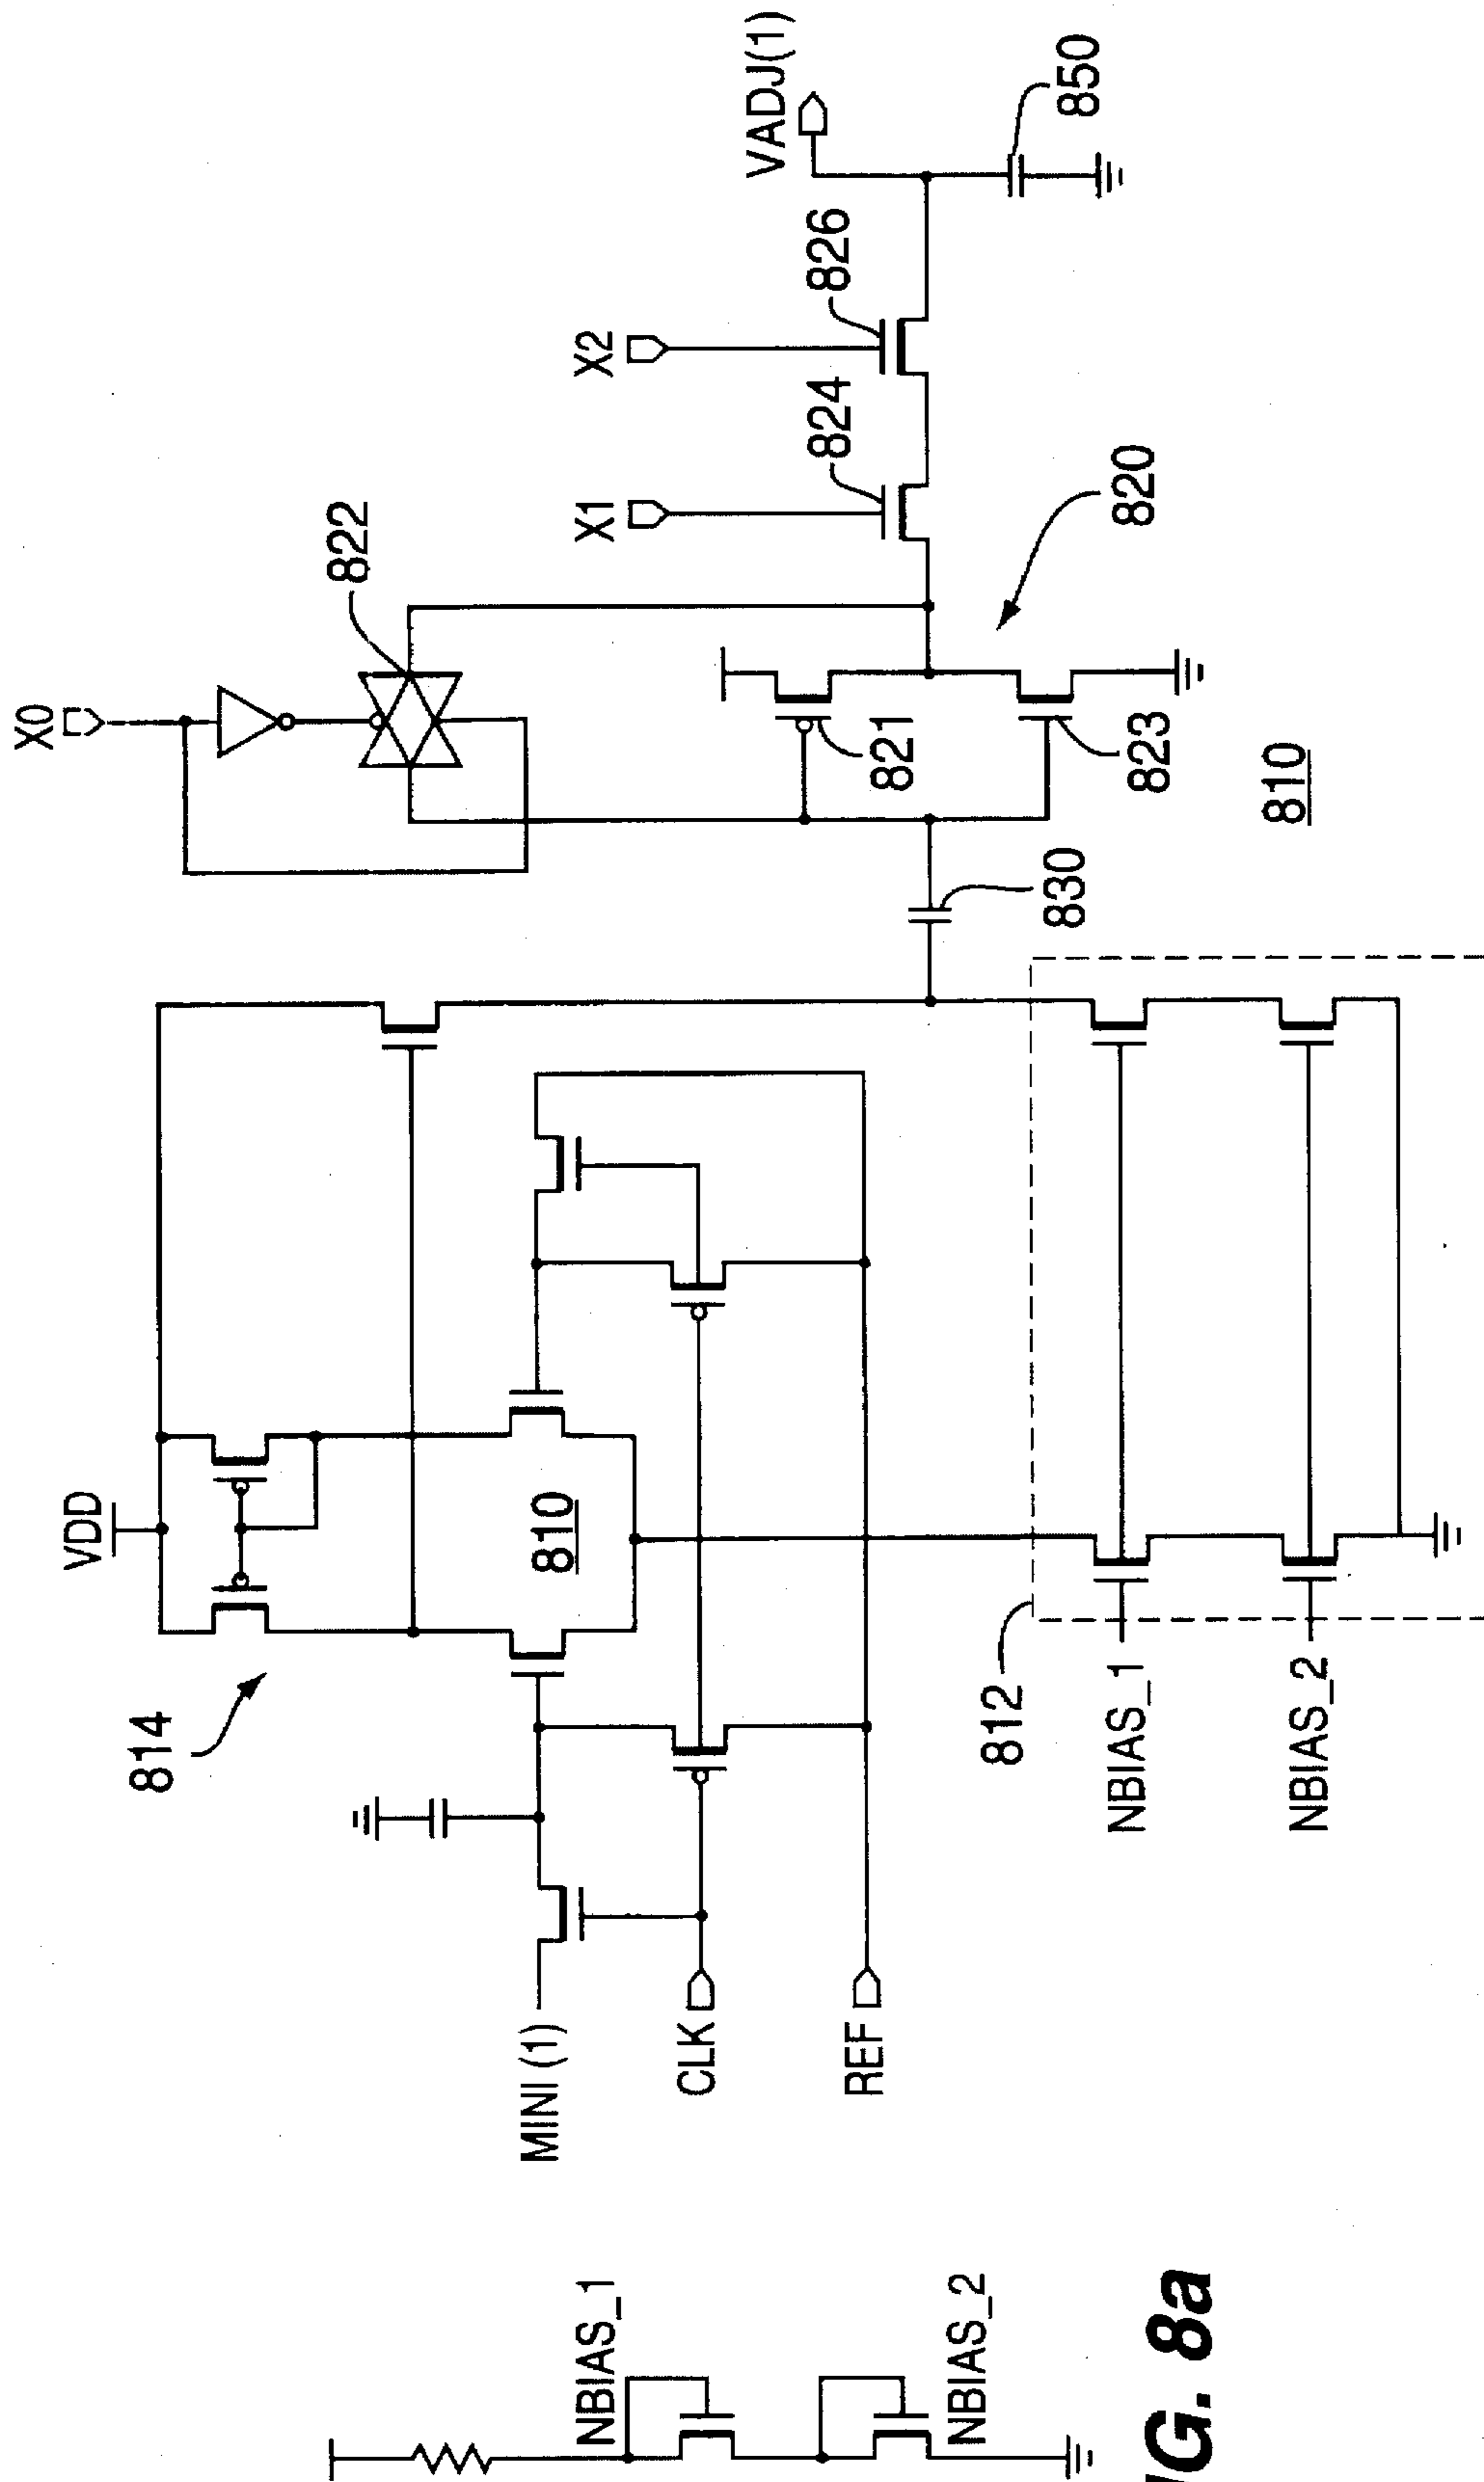 X0
822
X1
X2
824
826
VADJ(1)
850
820
821
823
810
830
VDD
814
810
812
MINI (1)
CLK
REF
NBIAS_1
NBIAS_2
NBIAS_1
NBIAS_2
8a